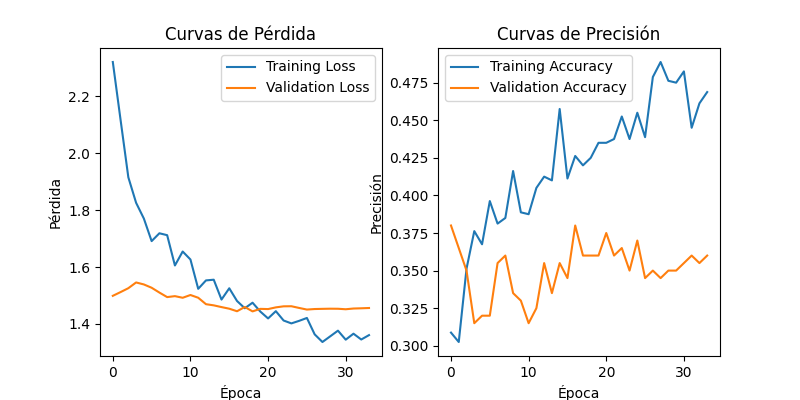 Curvas de Pérdida
Training Loss
Validation Loss
2.2
2.0
1.8
1.6
1.4
Pérdida
0
10
20
30
Época
Curvas de Precisión
Training Accuracy
Validation Accuracy
0.475
0.450
0.425
0.400
0.375
0.350
0.325
0.300
Precisión
0
10
20
30
Época